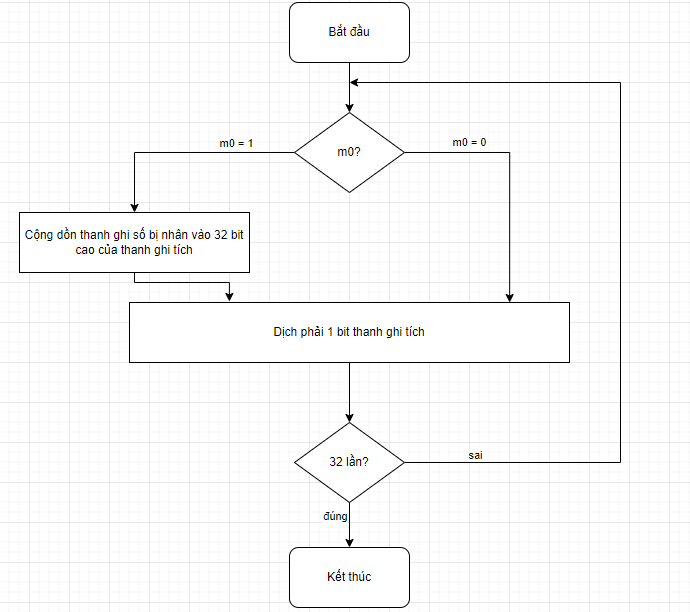 Bắt đầu
m0?
m0 = 1
m0 = 0
Cộng dồn thanh ghi số bị nhân vào 32 bit
cao của thanh ghi tích
Dịch phải 1 bit thanh ghi tích
32 lần?
sai
đúng
Kết thúc